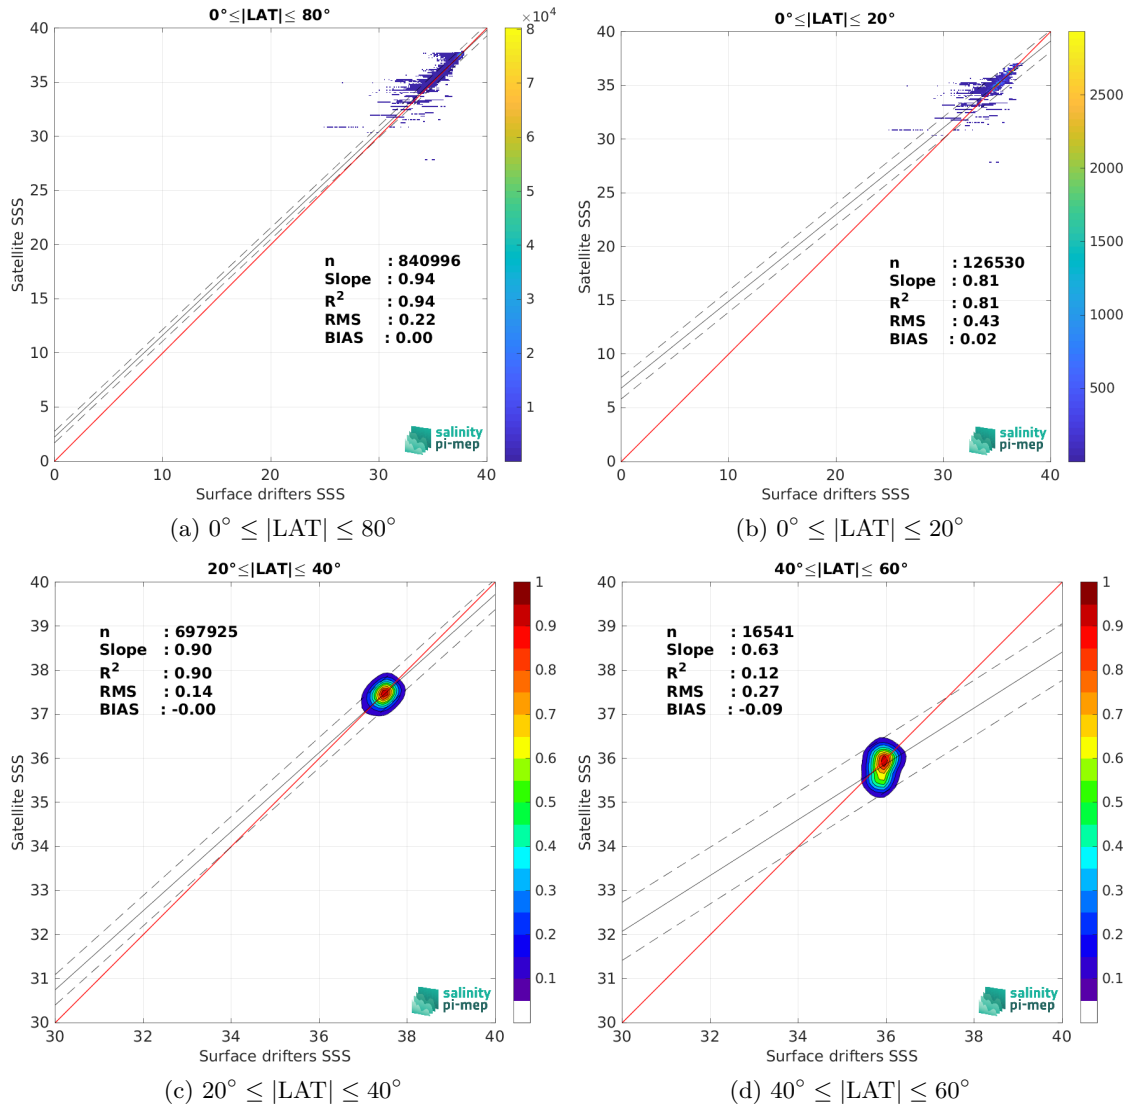 0°≤|LAT|≤ 80°
×10⁴
40
35
30
25
20
15
10
5
0
0
10
20
30
40
Satellite SSS
Surface drifters SSS
n : 840996
Slope : 0.94
R² : 0.94
RMS : 0.22
BIAS : 0.00
salinity
pi-mep
8
7
6
5
4
3
2
1
(a) 0° ≤ |LAT| ≤ 80°
0°≤|LAT|≤ 20°
40
35
30
25
20
15
10
5
0
0
10
20
30
40
Satellite SSS
Surface drifters SSS
n : 126530
Slope : 0.81
R² : 0.81
RMS : 0.43
BIAS : 0.02
salinity
pi-mep
2500
2000
1500
1000
500
(b) 0° ≤ |LAT| ≤ 20°
20°≤|LAT|≤ 40°
40
39
38
37
36
35
34
33
32
31
30
30
32
34
36
38
40
Satellite SSS
Surface drifters SSS
n : 697925
Slope : 0.90
R² : 0.90
RMS : 0.14
BIAS : -0.00
salinity
pi-mep
1
0.9
0.8
0.7
0.6
0.5
0.4
0.3
0.2
0.1
(c) 20° ≤ |LAT| ≤ 40°
40°≤|LAT|≤ 60°
40
39
38
37
36
35
34
33
32
31
30
30
32
34
36
38
40
Satellite SSS
Surface drifters SSS
n : 16541
Slope : 0.63
R² : 0.12
RMS : 0.27
BIAS : -0.09
salinity
pi-mep
1
0.9
0.8
0.7
0.6
0.5
0.4
0.3
0.2
0.1
(d) 40° ≤ |LAT| ≤ 60°